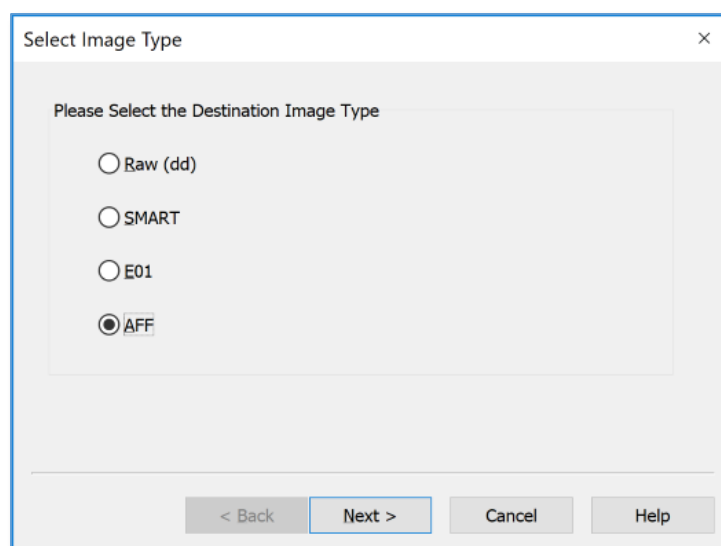 Select Image Type
Please Select the Destination Image Type
Raw (dd)
SMART
E01
AFF
< Back Next > Cancel Help